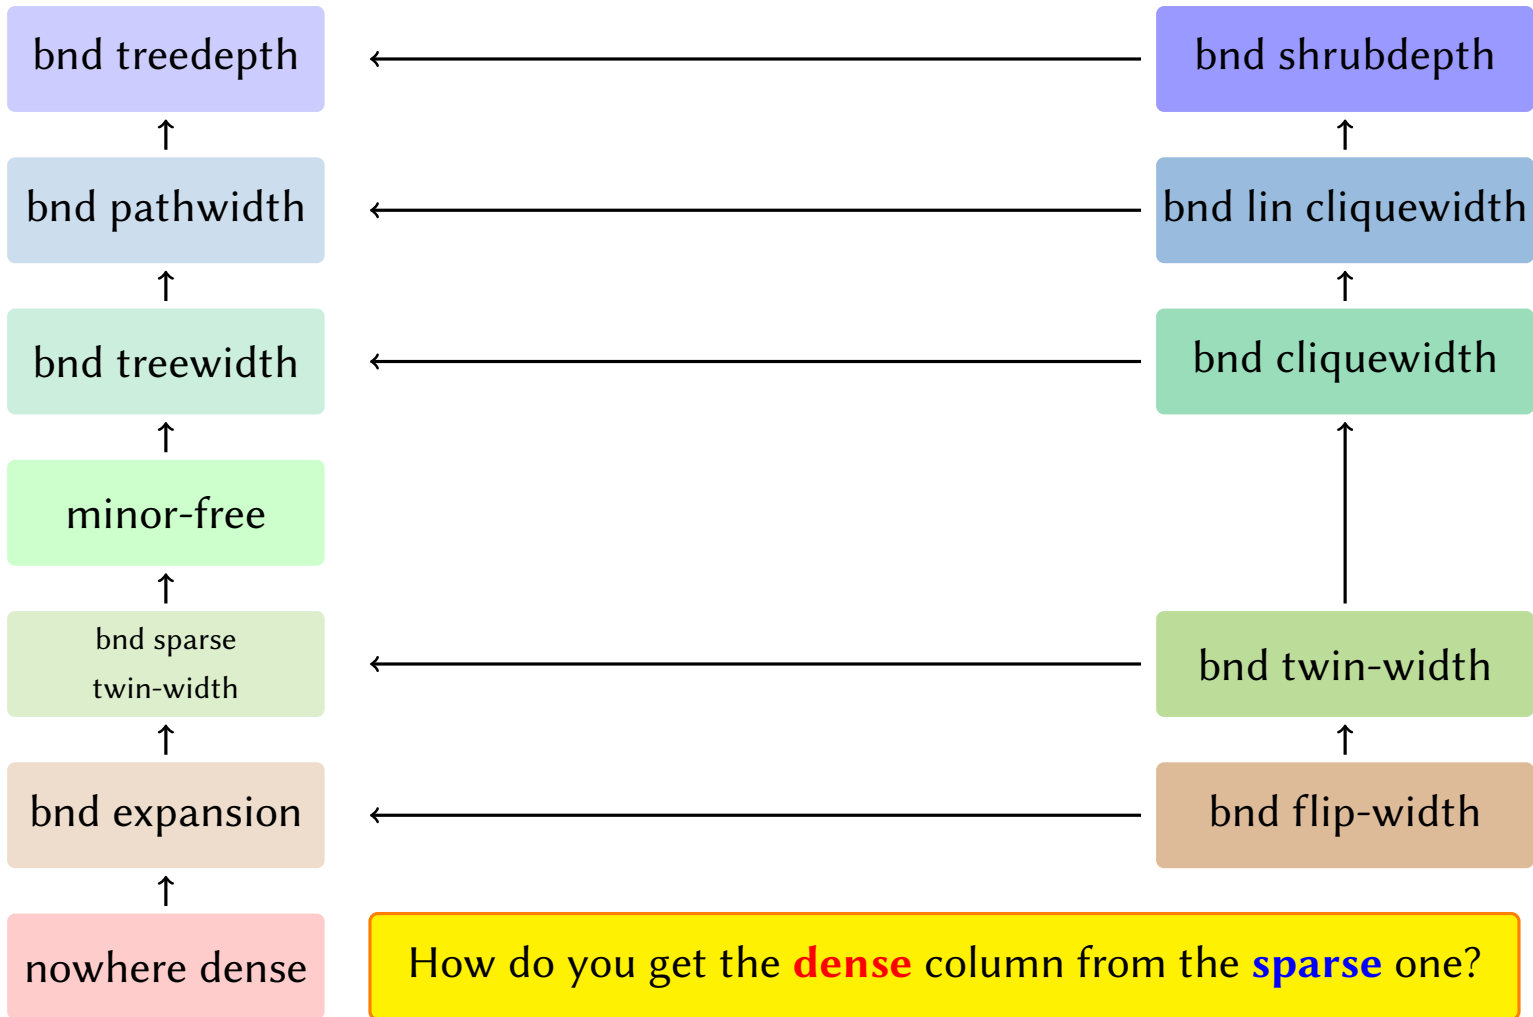 bnd treedepth
bnd shrubdepth
bnd pathwidth
bnd lin cliquewidth
bnd treewidth
bnd cliquewidth
minor-free
bnd sparse
twin-width
bnd twin-width
bnd expansion
bnd flip-width
nowhere dense
How do you get the dense column from the sparse one?